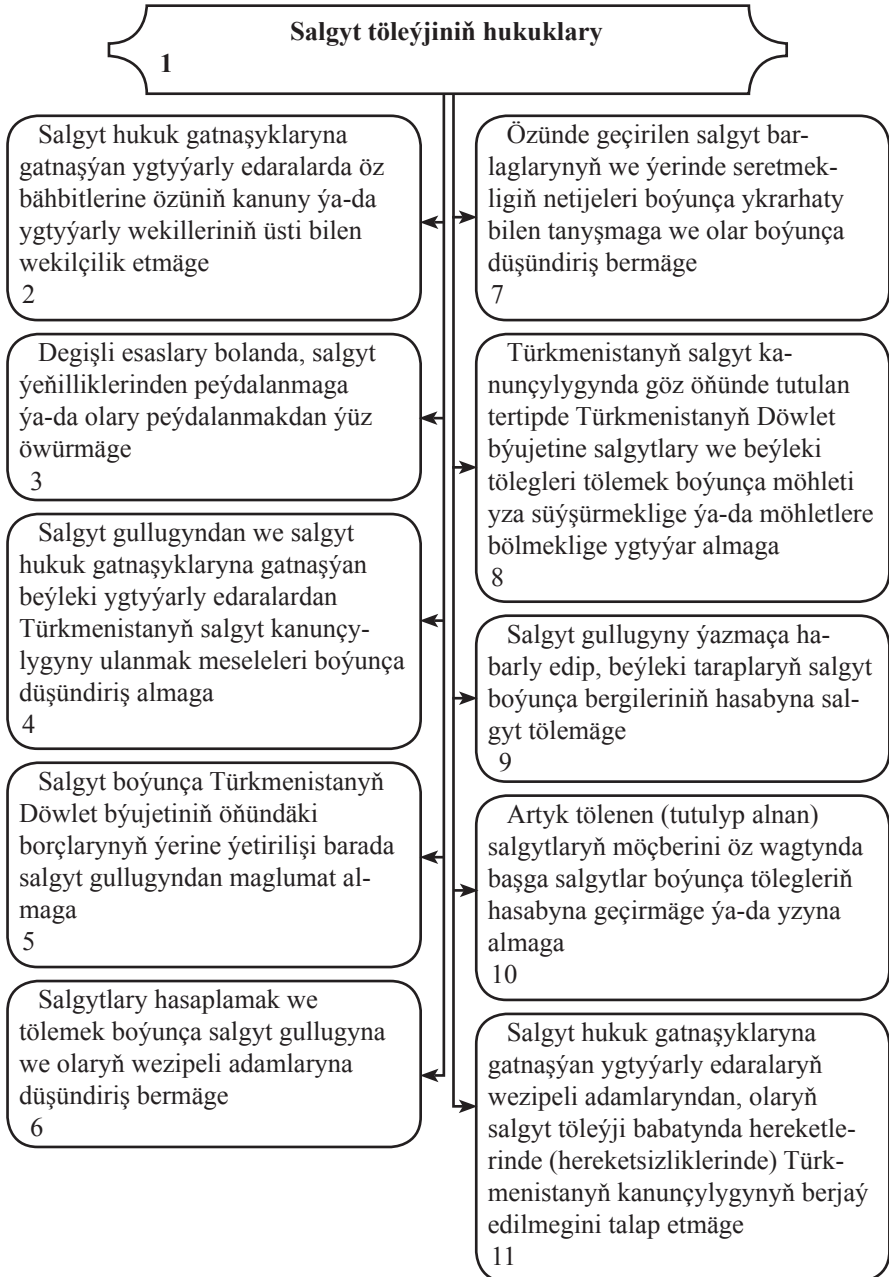 Salgyt töleýjiniň hukuklary
1
Salgyt hukuk gatnaşyklaryna
gatnaşýan ygtyýarly edaralarda öz
bähbitlerine özüniň kanuny ýa-da
ygtyýarly wekilleriniň üsti bilen
wekilçilik etmäge
2
Degişli esaslary bolanda, salgyt
ýeňilliklerinden peýdalanmaga
ýa-da olary peýdalanmakdan ýüz
öwürmäge
3
Salgyt gullugyndan we salgyt
hukuk gatnaşyklaryna gatnaşýan
beýleki ygtyýarly edaralardan
Türkmenistanyň salgyt kanunçy-
lygyny ulanmak meseleleri boýunça
düşündiriş almaga
4
Salgyt boýunça Türkmenistanyň
Döwlet býujetiniň öňündäki
borçlarynyň ýerine ýetirilişi barada
salgyt gullugyndan maglumat al-
maga
5
Salgytlary hasaplamak we
tölemek boýunça salgyt gullugyna
we olaryň wezipeli adamlaryna
düşündiriş bermäge
6
Özünde geçirilen salgyt bar-
laglarynyň we ýerinde seretmek-
ligiň netijeleri boýunça ykrarhaty
bilen tanyşmaga we olar boýunça
düşündiriş bermäge
7
Türkmenistanyň salgyt ka-
nunçylygynda göz öňünde tutulan
tertipde Türkmenistanyň Döwlet
býujetine salgytlary we beýleki
tölegleri tölemek boýunça möhleti
yza süýşürmeklige ýa-da möhletlere
bölmeklige ygtyýar almaga
8
Salgyt gullugyny ýazmaça ha-
barly edip, beýleki taraplaryň salgyt
boýunça bergileriniň hasabyna sal-
gyt tölemäge
9
Artyk tölenen (tutulyp alnan)
salgytlaryň möçberini öz wagtynda
başga salgytlar boýunça tölegleriň
hasabyna geçirmäge ýa-da yzyna
almaga
10
Salgyt hukuk gatnaşyklaryna
gatnaşýan ygtyýarly edaralaryň
wezipeli adamlaryndan, olaryň
salgyt töleýji babatynda hereketle-
rinde (hereketsizliklerinde) Türk-
menistanyň kanunçylygynyň berjaý
edilmegini talap etmäge
11